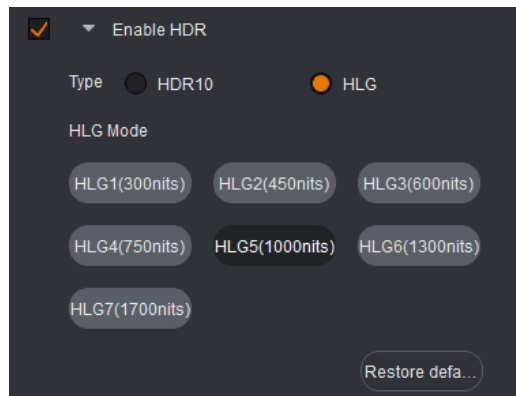 Enable HDR
Type HDR10 HLG
HLG Mode
HLG1(300nits) HLG2(450nits) HLG3(600nits)
HLG4(750nits) HLG5(1000nits) HLG6(1300nits)
HLG7(1700nits)
Restore defa...